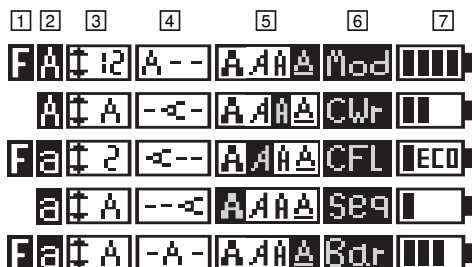 1 2 3 4 5 6 7
F A 12 A - - A A A A Mod
A A - - A A A A A CWr
F a 2 A - - A A A A CFL ECO
a A - - A A A A A Seq
F a A - A - A A A A Bar